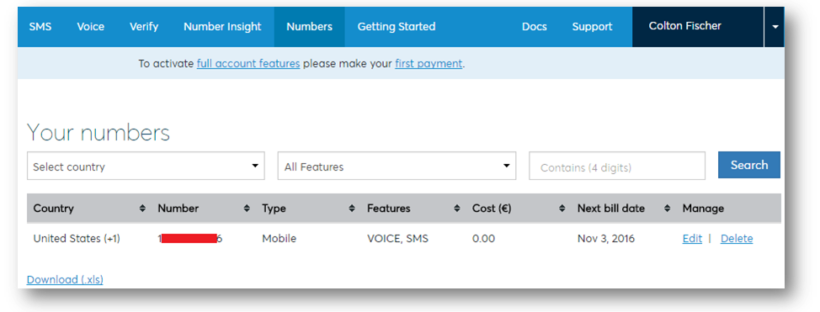 SMS Voice Verify Number Insight Numbers Getting Started Docs Support Colton Fischer
To activate full account features please make your first payment.
Your numbers
Select country All Features Contains (4 digits) Search
Country Number Type Features Cost (€) Next bill date Manage
United States (+1) 1 6 Mobile VOICE, SMS 0.00 Nov 3, 2016 Edit | Delete
Download (.xls)